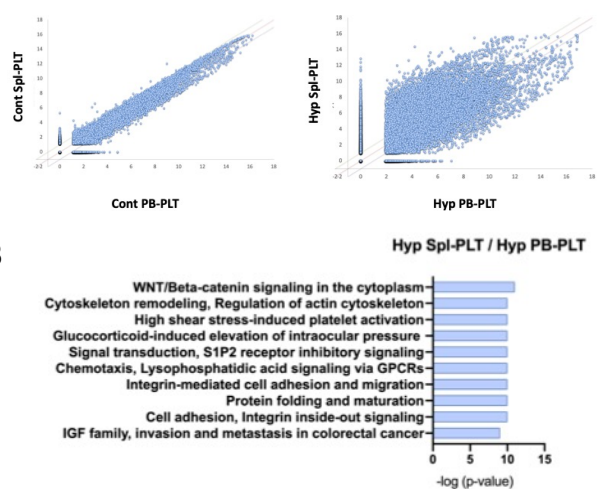 18
16
14
12
10
8
6
4
2
0
-2
-2 0 2 4 6 8 10 12 14 16 18
Cont Spl-PLT
Cont PB-PLT
18
16
14
12
10
8
6
4
2
0
-2
-2 0 2 4 6 8 10 12 14 16 18
Hyp Spl-PLT
Hyp PB-PLT
Hyp Spl-PLT / Hyp PB-PLT
WNT/Beta-catenin signaling in the cytoplasm
Cytoskeleton remodeling, Regulation of actin cytoskeleton
High shear stress-induced platelet activation
Glucocorticoid-induced elevation of intraocular pressure
Signal transduction, S1P2 receptor inhibitory signaling
Chemotaxis, Lysophosphatidic acid signaling via GPCRs
Integrin-mediated cell adhesion and migration
Protein folding and maturation
Cell adhesion, Integrin inside-out signaling
IGF family, invasion and metastasis in colorectal cancer
0 5 10 15
-log (p-value)